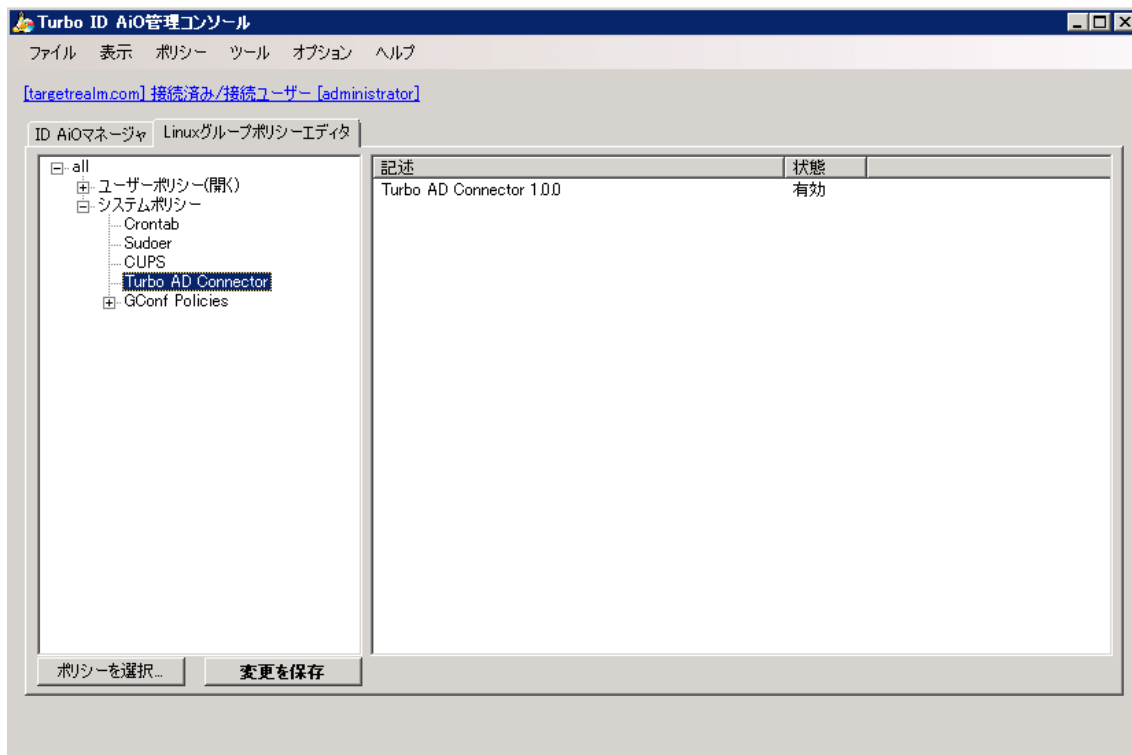 Turbo ID AiO管理コンソール
ファイル 表示 ポリシー ツール オプション ヘルプ
[targetrealm.com] 接続済み/接続ユーザー [administrator]
ID AiOマネージャ Linuxグループポリシーエディタ
all
ユーザーポリシー(開く)
システムポリシー
Crontab
Sudoer
CUPS
Turbo AD Connector
GConf Policies
記述 状態
Turbo AD Connector 1.0.0 有効
ポリシーを選択... 変更を保存